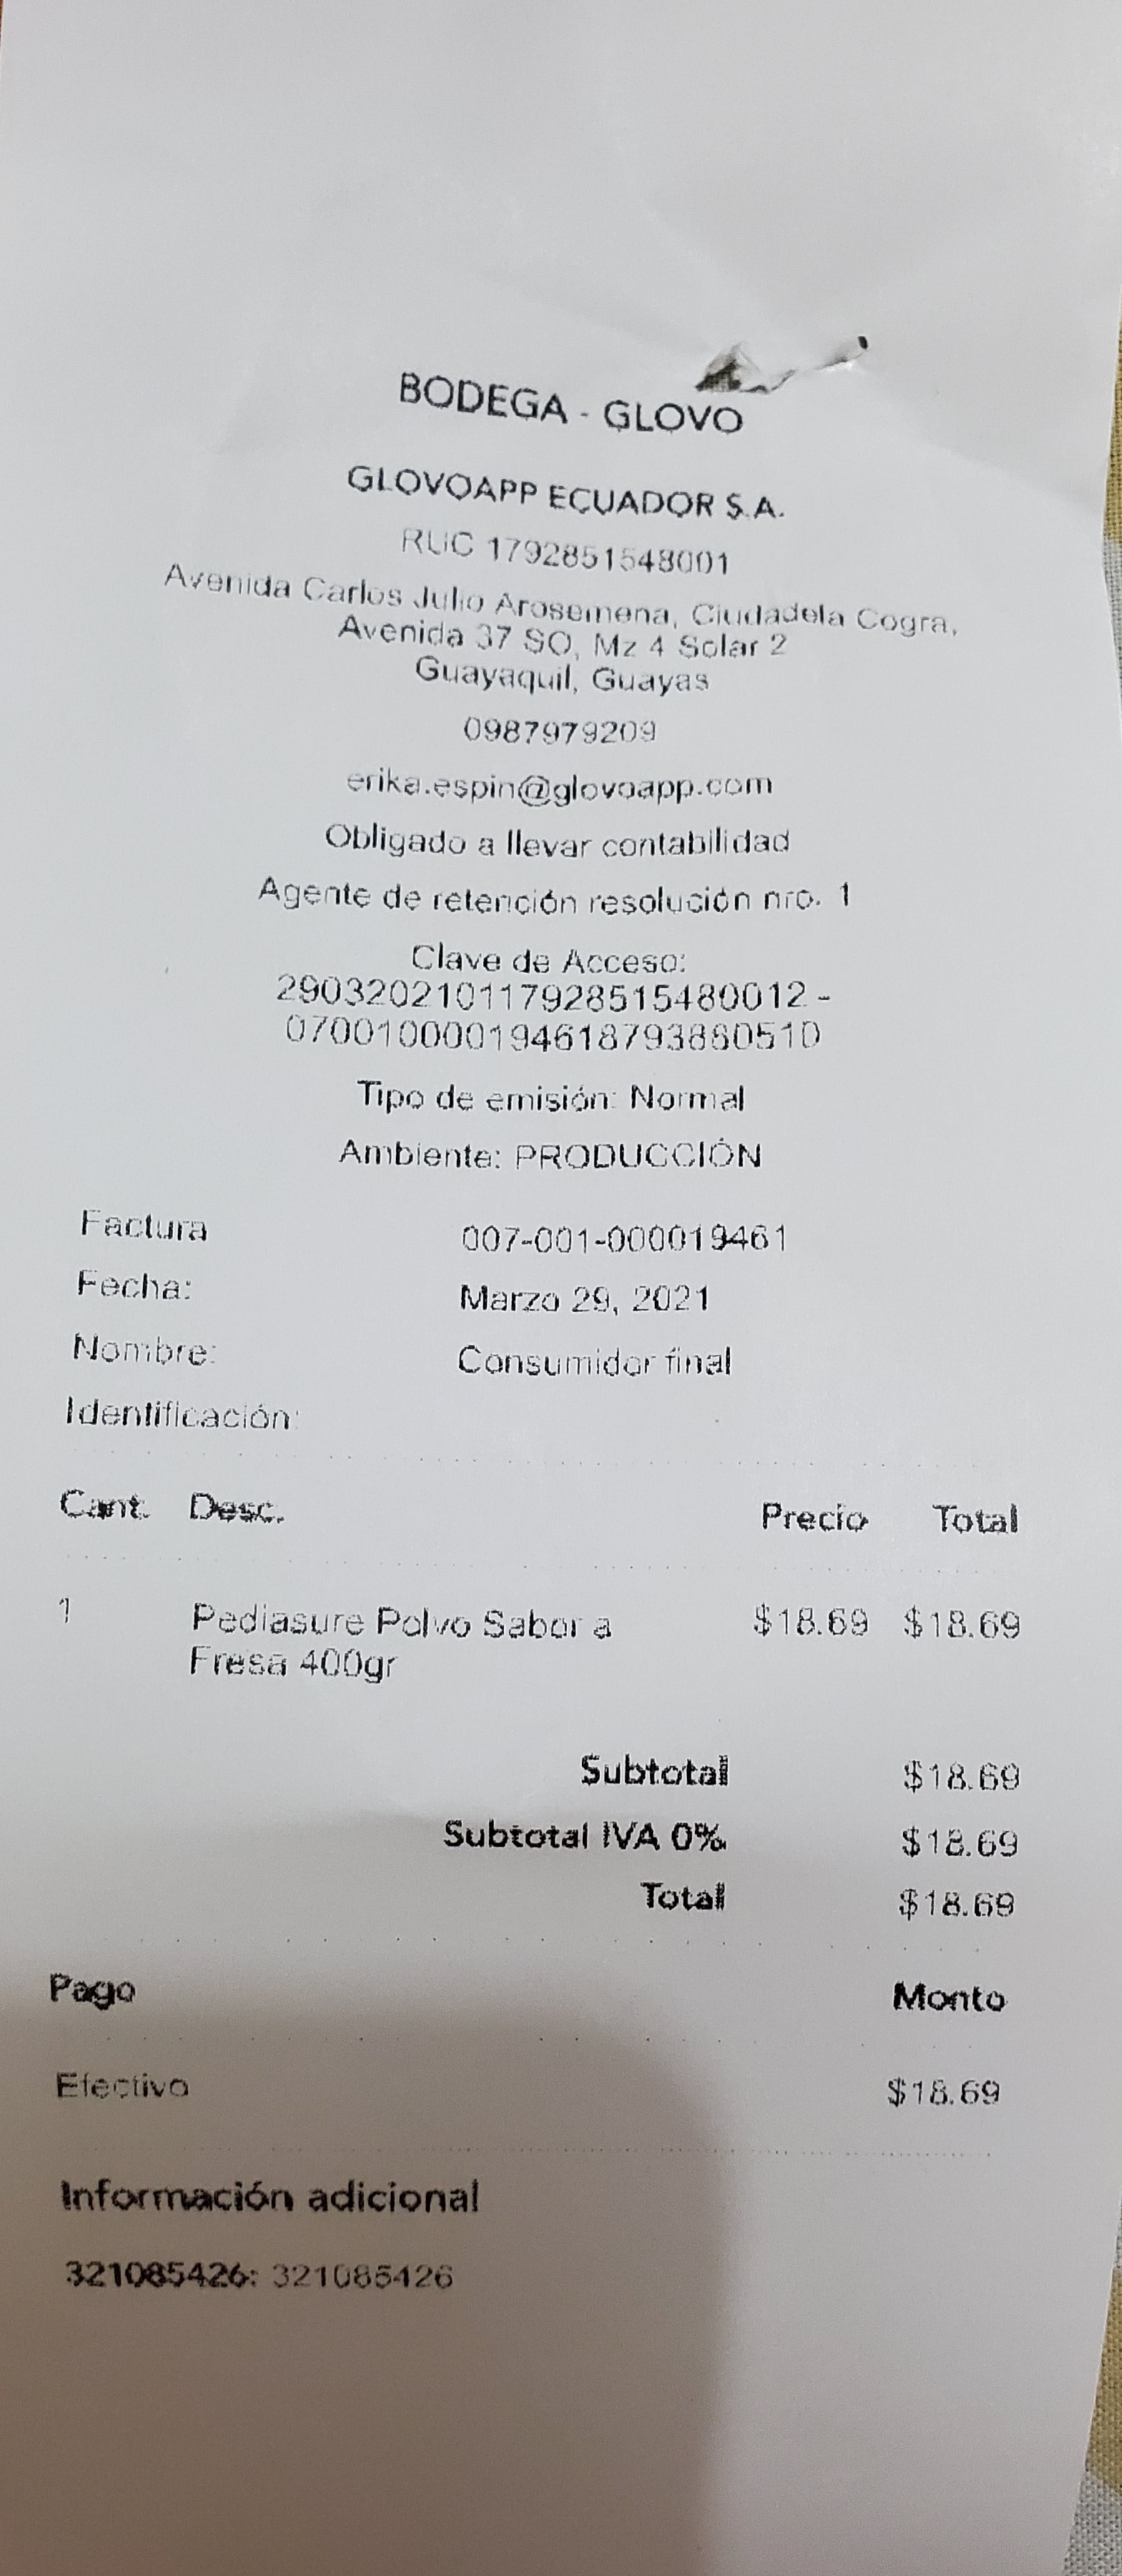 BODEGA - GLOVO
GLOVOAPP ECUADOR S.A.
RUC 1792851548001
Avenida Carlos Julio Arosemena, Ciudadela Cogra,
Avenida 37 SO, Mz 4 Solar 2
Guayaquil, Guayas
0987979209
erika.espin@glovoapp.com
Obligado a llevar contabilidad
Agente de retención resolución nro. 1
Clave de Acceso:
290320210117928515480012 -
0700100001946187938805 10
Tipo de emisión: Normal
Ambiente: PRODUCCIÓN
Factura 007-001-000019461
Fecha: Marzo 29, 2021
Nombre: Consumidor final
Identificación:
Cant. Desc. Precio Total
1 Pediasure Polvo Sabor a $18.69 $18.69
Fresa 400gr
Subtotal $18.69
Subtotal IVA 0% $18.69
Total $18.69
Pago Monto
Efectivo $18.69
Información adicional
321085426: 321085426